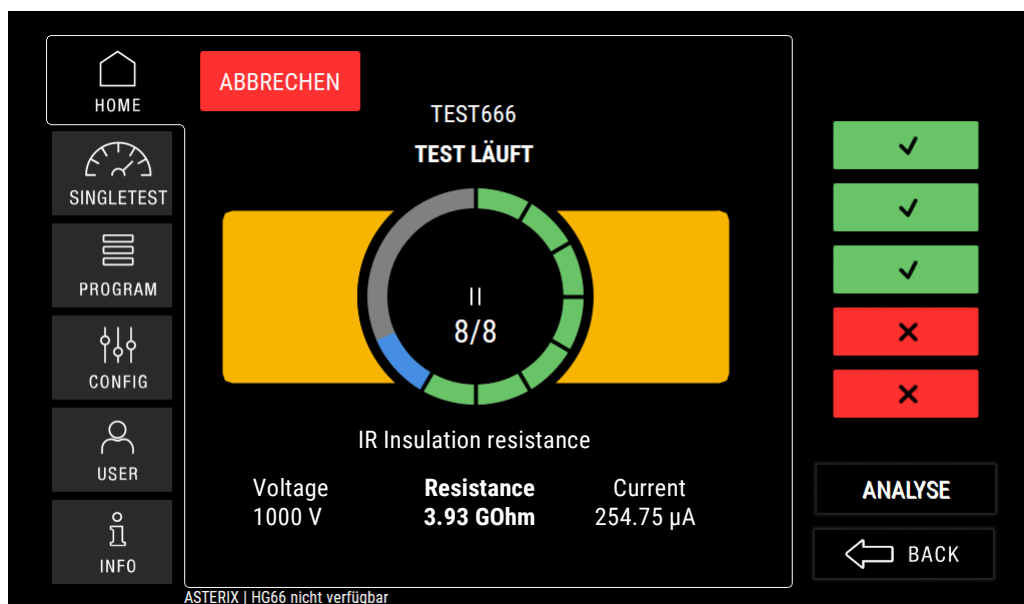 HOME
SINGLETEST
PROGRAM
CONFIG
USER
INFO
ABBRECHEN
TEST666
TEST LÄUFT
8/8
IR Insulation resistance
Voltage Resistance Current
1000 V 3.93 GOhm 254.75 µA
ANALYSE
BACK
ASTERIX | HG66 nicht verfügbar